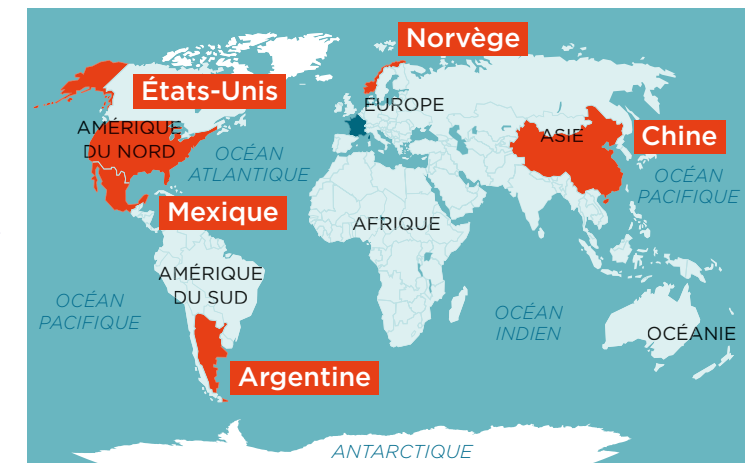 Norvège
États-Unis
EUROPE
AMÉRIQUE
DU NORD
ASIE
Chine
OCÉAN
ATLANTIQUE
OCÉAN
PACIFIQUE
Mexique
AFRIQUE
AMÉRIQUE
DU SUD
OCÉAN
PACIFIQUE
OCÉAN
INDIEN
OCÉANIE
Argentine
ANTARCTIQUE